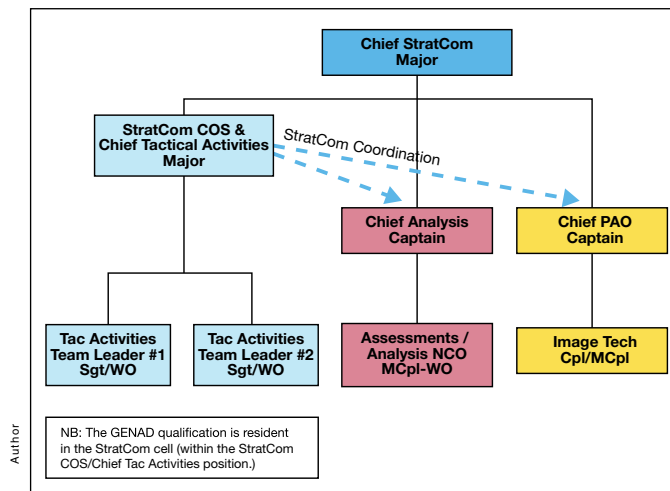 Chief StratCom
Major
StratCom COS &
Chief Tactical Activities
Major
StratCom Coordination
Chief Analysis
Captain
Chief PAO
Captain
Tac Activities
Team Leader #1
Sgt/WO
Tac Activities
Team Leader #2
Sgt/WO
Assessments /
Analysis NCO
MCpl-WO
Image Tech
Cpl/MCpl
NB: The GENAD qualification is resident
in the StratCom cell (within the StratCom
COS/Chief Tac Activities position.)
Author